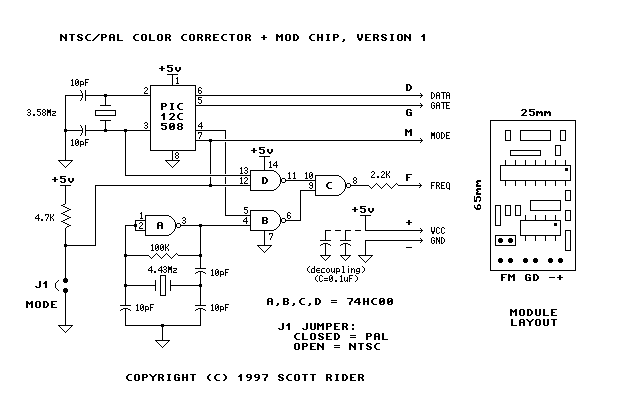 NTSC/PAL COLOR CORRECTOR + MOD CHIP, VERSION 1
+5v
1
10pF
2
6
D
DATA
5
GATE
G
3.58Mz
PIC
12C
508
3
4
M
MODE
7
10pF
8
+5v
+5v
14
13
12
D
11
10
9
C
8
2.2K
F
FREQ
4.7K
5
4
B
6
7
1
2
A
3
+5v
+
VCC
GND
–
100K
4.43Mz
10pF
10pF
10pF
(decoupling)
(C=0.1uF)
J1
MODE
A,B,C,D = 74HC00
J1 JUMPER:
CLOSED = PAL
OPEN = NTSC
25mm
65mm
FM GD -+
MODULE
LAYOUT
COPYRIGHT (C) 1997 SCOTT RIDER